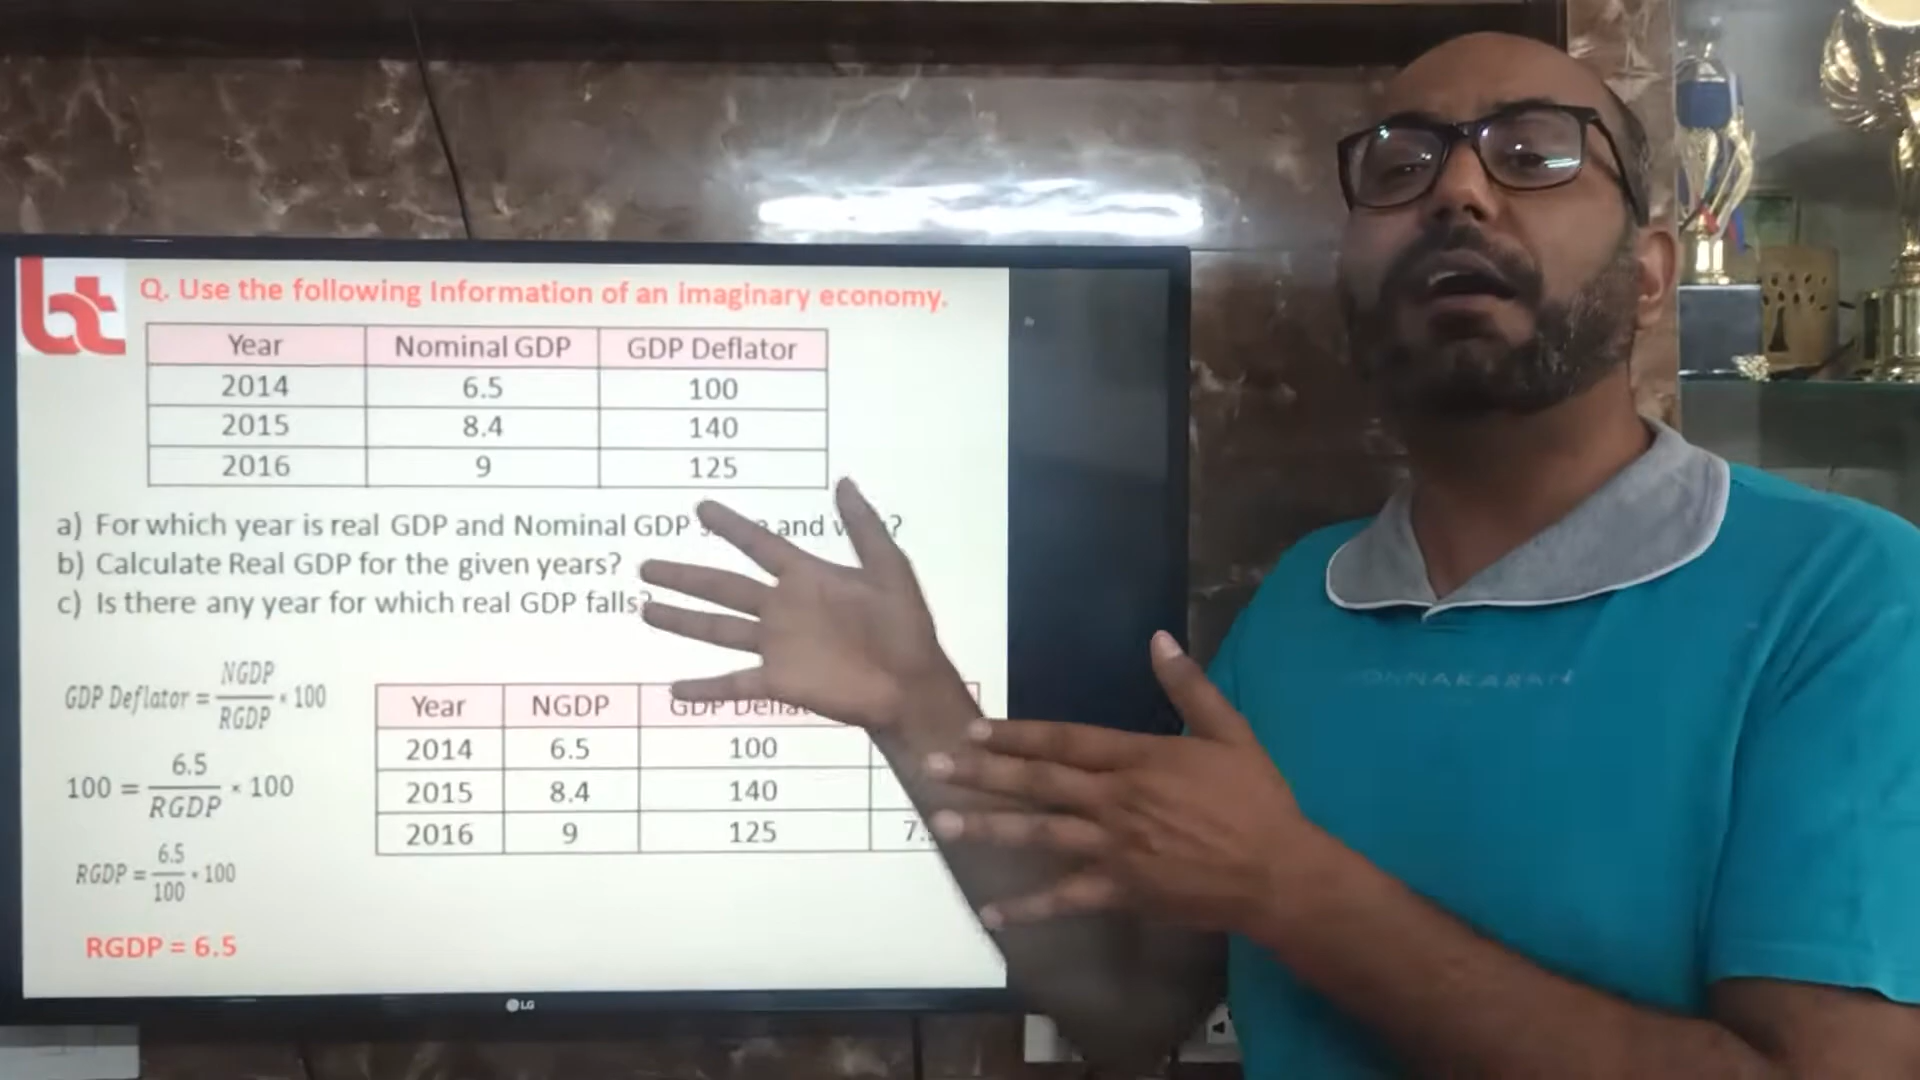 bt
Q. Use the following Information of an imaginary economy.
Year Nominal GDP GDP Deflator
2014 6.5 100
2015 8.4 140
2016 9 125
a) For which year is real GDP and Nominal GDP and ?
b) Calculate Real GDP for the given years?
c) Is there any year for which real GDP falls?
GDP Deflator = NGDP / RGDP * 100
100 = 6.5 / RGDP * 100
RGDP = 6.5 / 100 * 100
RGDP = 6.5
Year NGDP GDP
2014 6.5 100
2015 8.4 140
2016 9 125 7.
LG